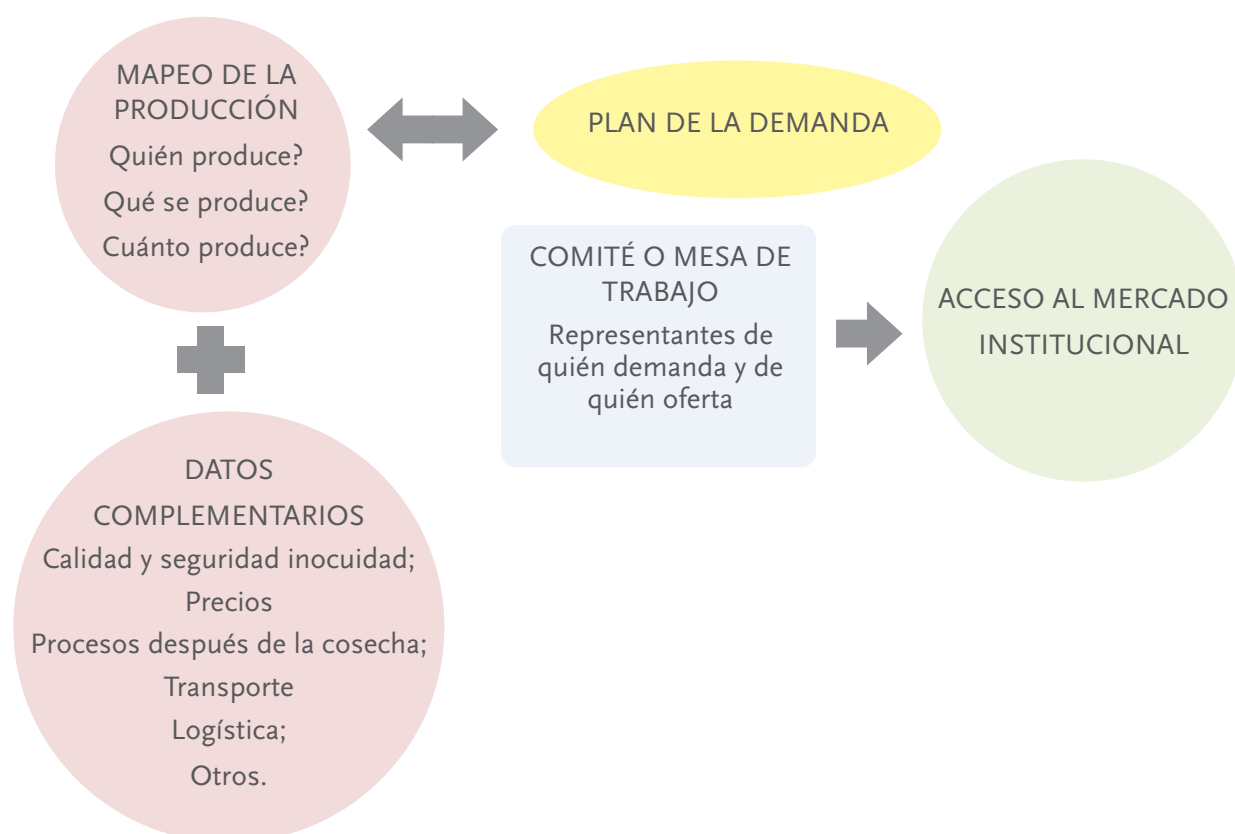 MAPEO DE LA
PRODUCCIÓN
Quién produce?
Qué se produce?
Cuánto produce?
PLAN DE LA DEMANDA
COMITÉ O MESA DE
TRABAJO
Representantes de
quién demanda y de
quién oferta
ACCESO AL MERCADO
INSTITUCIONAL
DATOS
COMPLEMENTARIOS
Calidad y seguridad inocuidad;
Precios
Procesos después de la cosecha;
Transporte
Logística;
Otros.